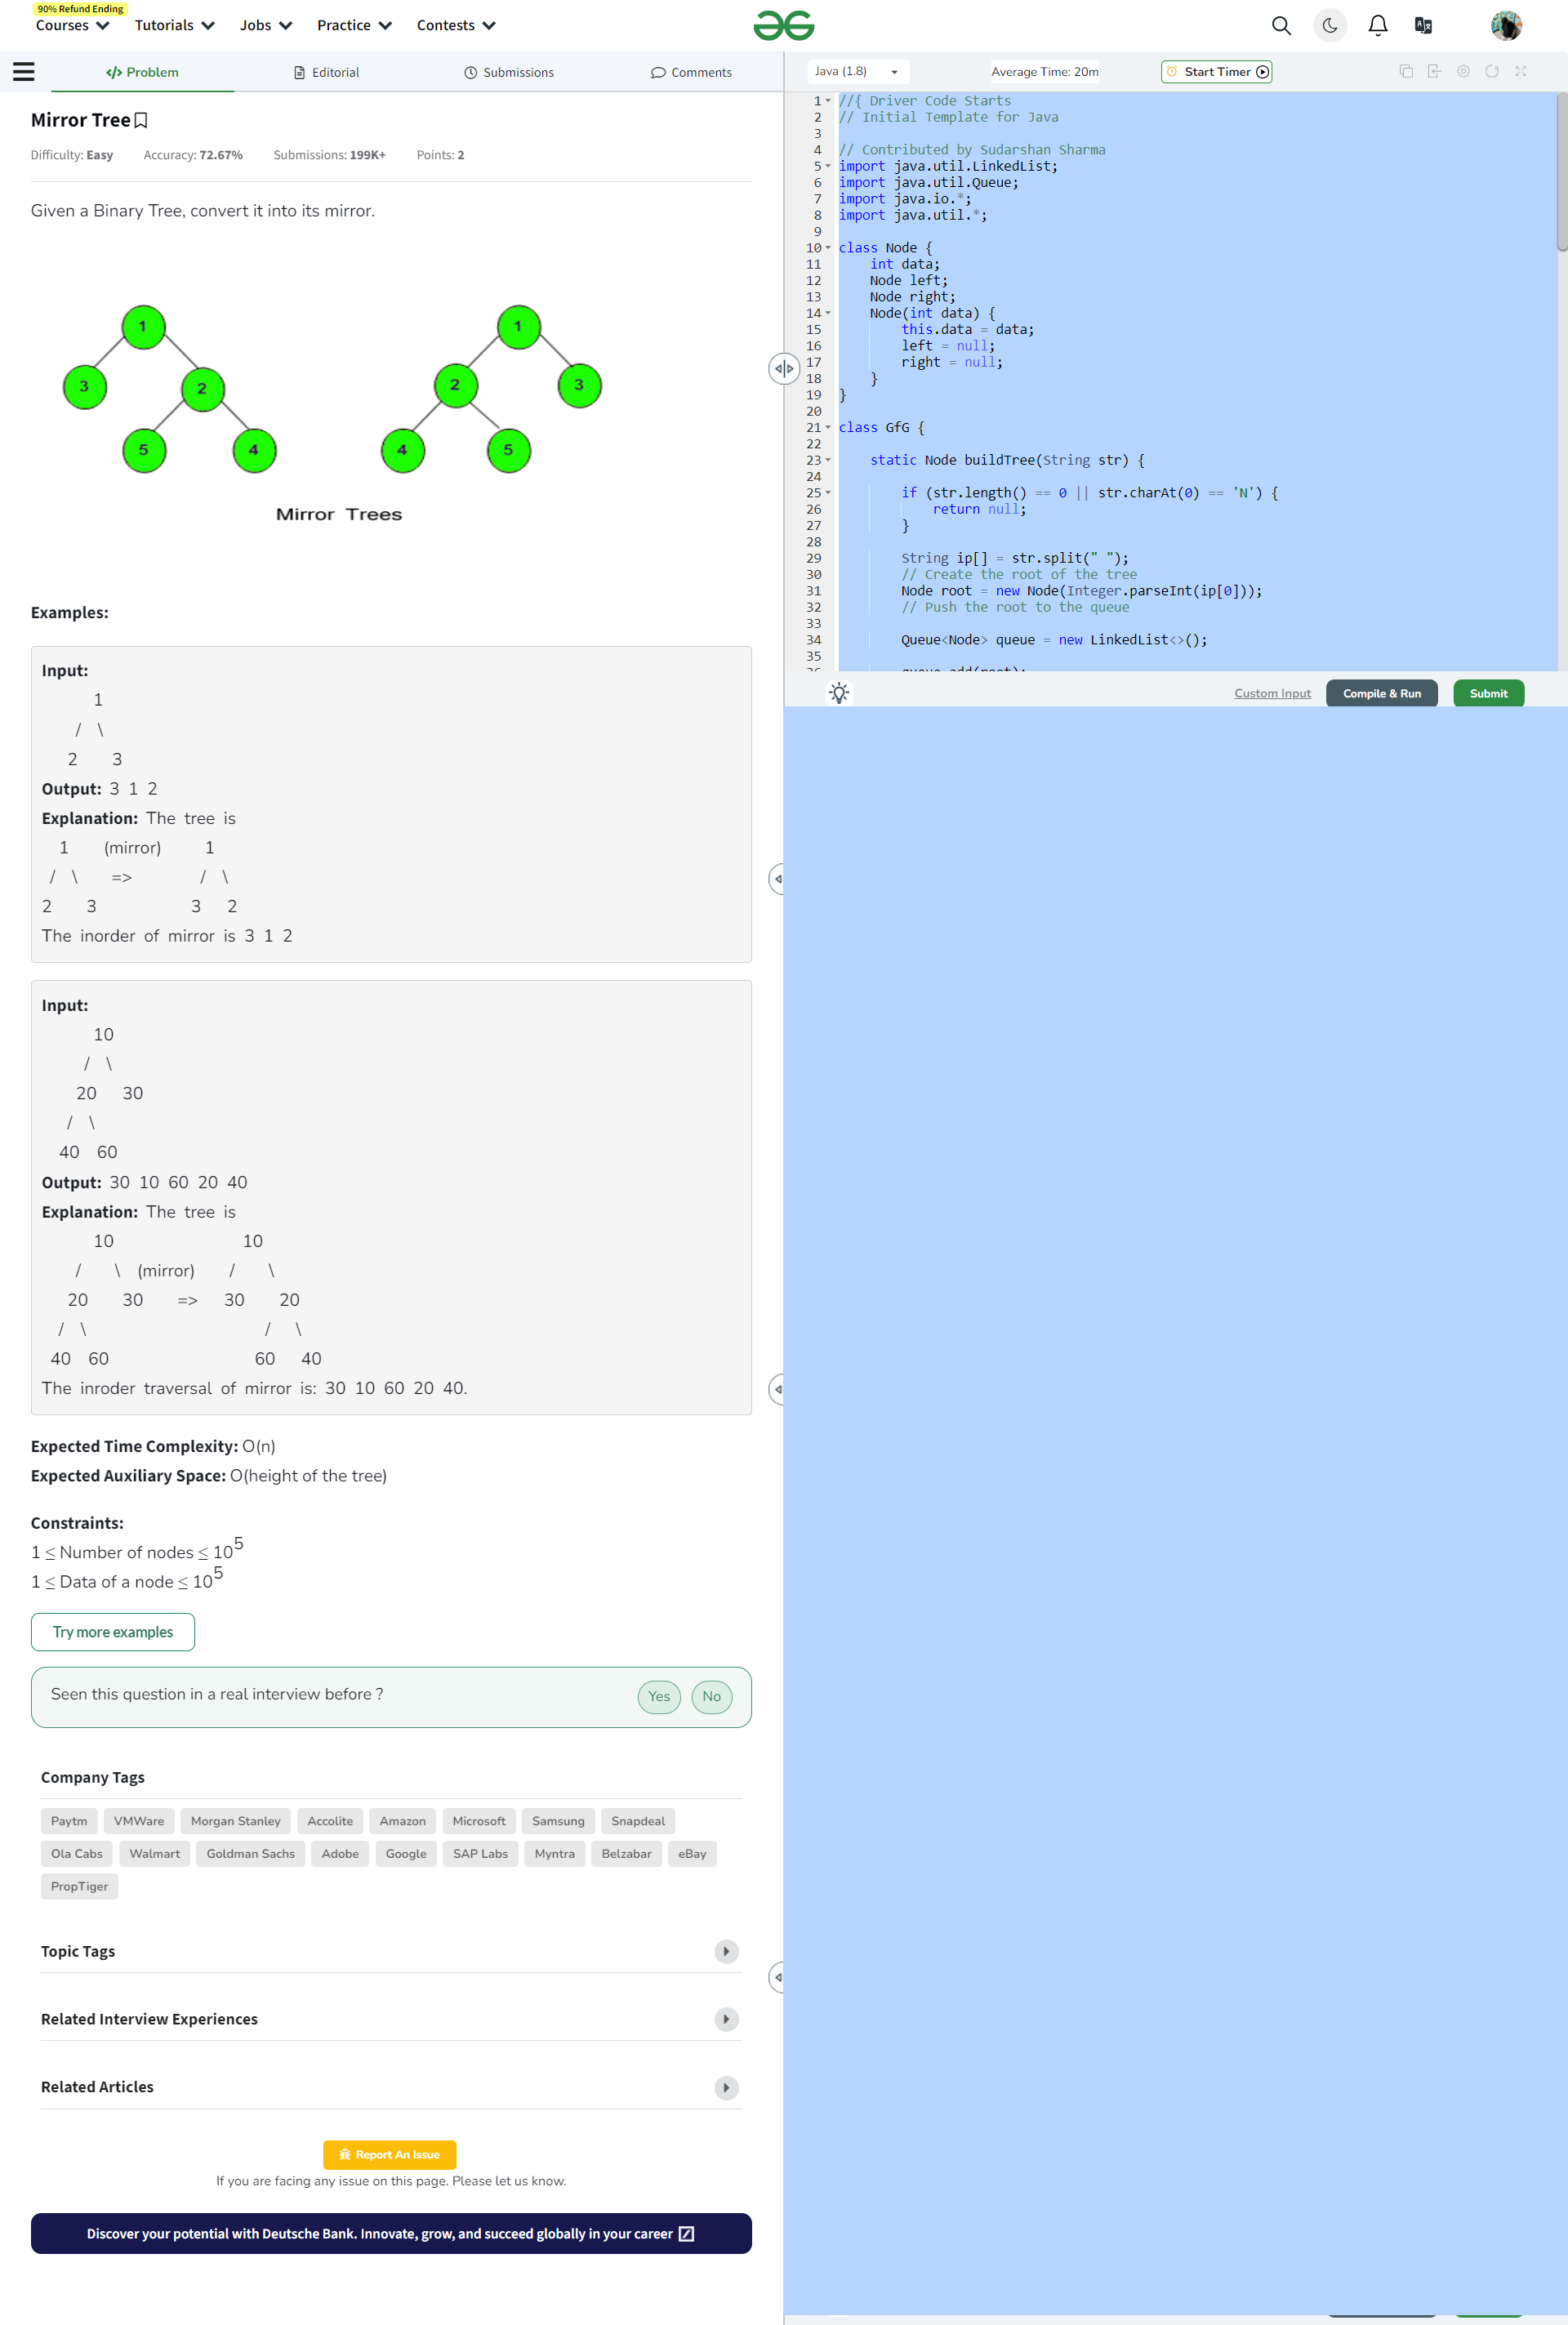 90% Refund Ending
Courses Tutorials Jobs Practice Contests
Problem Editorial Submissions Comments
Mirror Tree
Difficulty: Easy Accuracy: 72.67% Submissions: 199K+ Points: 2
Given a Binary Tree, convert it into its mirror.
1 1
3 2 2 3
5 4 4 5
Mirror Trees
Examples:
Input:
1
/ \
2 3
Output: 3 1 2
Explanation: The tree is
1 (mirror) 1
/ \ => / \
2 3 3 2
The inorder of mirror is 3 1 2
Input:
10
/ \
20 30
/ \
40 60
Output: 30 10 60 20 40
Explanation: The tree is
10 10
/ \ (mirror) / \
20 30 => 30 20
/ \ / \
40 60 60 40
The inroder traversal of mirror is: 30 10 60 20 40.
Expected Time Complexity: O(n)
Expected Auxiliary Space: O(height of the tree)
Constraints:
1 ≤ Number of nodes ≤ 10^5
1 ≤ Data of a node ≤ 10^5
Try more examples
Seen this question in a real interview before ? Yes No
Company Tags
Paytm VMWare Morgan Stanley Accolite Amazon Microsoft Samsung Snapdeal
Ola Cabs Walmart Goldman Sachs Adobe Google SAP Labs Myntra Belzabar eBay
PropTiger
Topic Tags
Related Interview Experiences
Related Articles
Report An Issue
If you are facing any issue on this page. Please let us know.
Discover your potential with Deutsche Bank. Innovate, grow, and succeed globally in your career
Java (1.8) Average Time: 20m Start Timer
1 //{ Driver Code Starts
2 // Initial Template for Java
3
4 // Contributed by Sudarshan Sharma
5 import java.util.LinkedList;
6 import java.util.Queue;
7 import java.io.*;
8 import java.util.*;
9
10 class Node {
11 int data;
12 Node left;
13 Node right;
14 Node(int data) {
15 this.data = data;
16 left = null;
17 right = null;
18 }
19 }
20
21 class GfG {
22
23 static Node buildTree(String str) {
24
25 if (str.length() == 0 || str.charAt(0) == 'N') {
26 return null;
27 }
28
29 String ip[] = str.split(" ");
30 // Create the root of the tree
31 Node root = new Node(Integer.parseInt(ip[0]));
32 // Push the root to the queue
33
34 Queue<Node> queue = new LinkedList<>();
35
36 queue.add(root);
Custom Input Compile & Run Submit